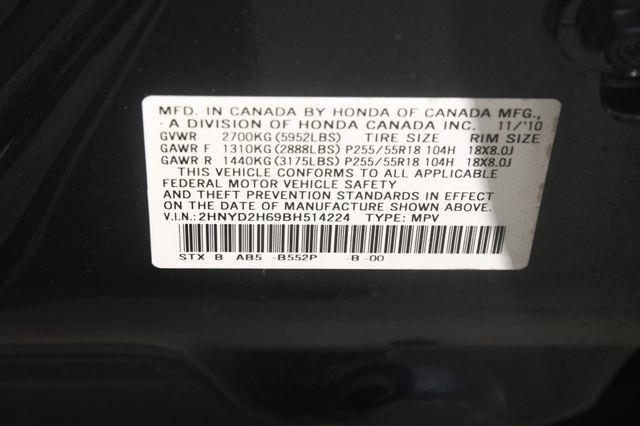 MFD. IN CANADA BY HONDA OF CANADA MFG.,
A DIVISION OF HONDA CANADA INC. 11/'10
GVWR 2700KG(5952LBS) TIRE SIZE RIM SIZE
GAWR F 1310KG(2888LBS) P255/55R18 104H 18X8.0J
GAWR R 1440KG(3175LBS) P255/55R18 104H 18X8.0J
THIS VEHICLE CONFORMS TO ALL APPLICABLE
FEDERAL MOTOR VEHICLE SAFETY
AND THEFT PREVENTION STANDARDS IN EFFECT
ON THE DATE OF MANUFACTURE SHOWN ABOVE.
V.I.N.: 2HNYD2H69BH514224 TYPE: MPV
STX B AB5 -B552P -B -00